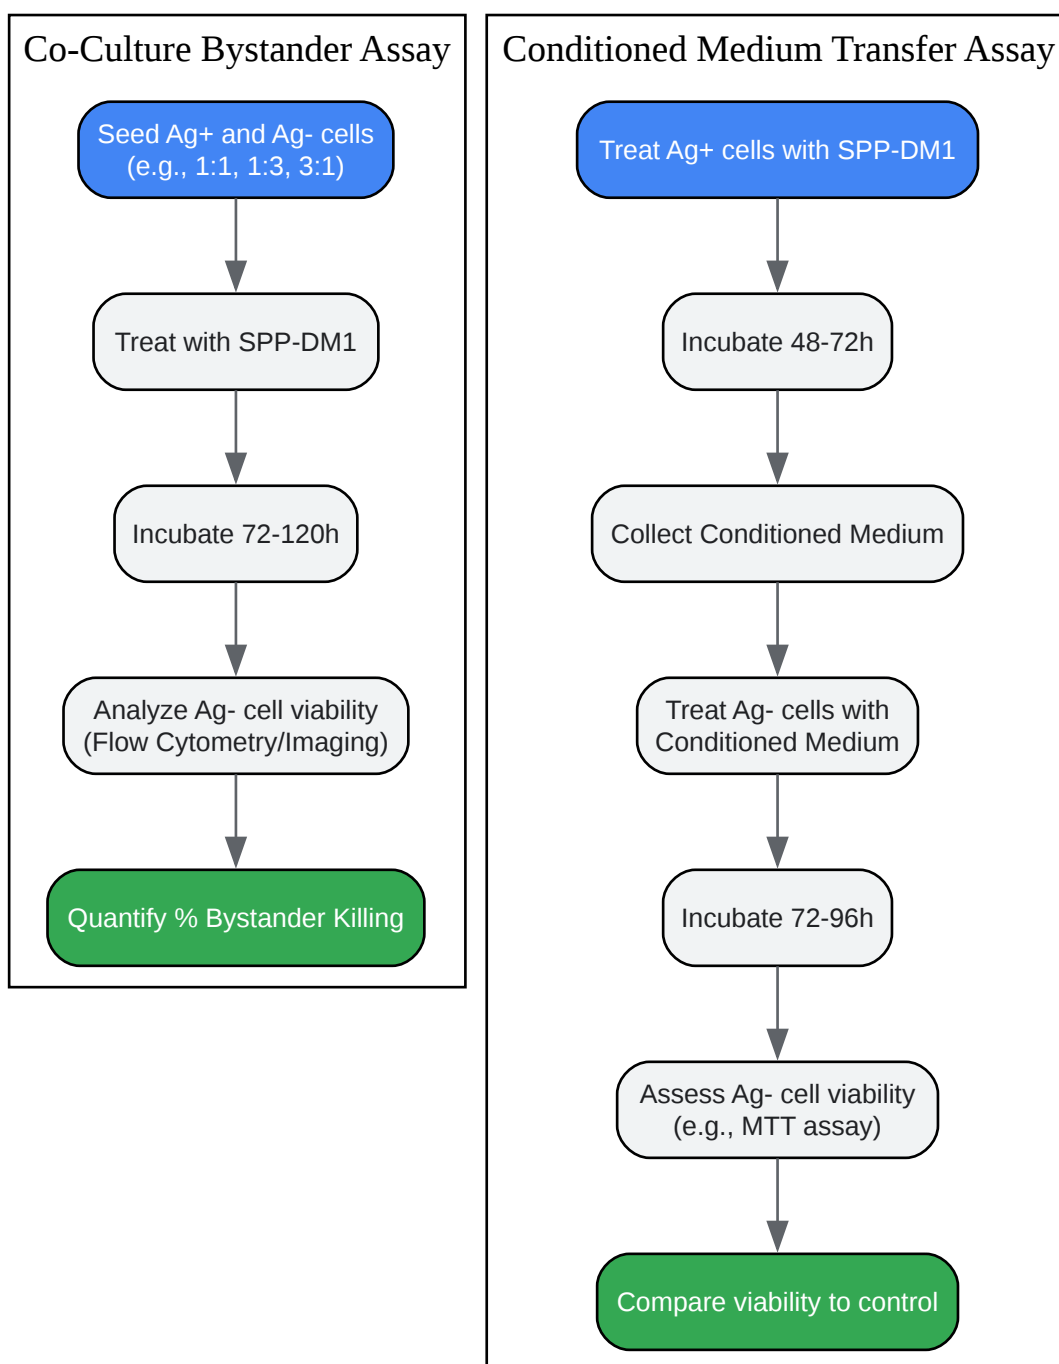 Co-Culture Bystander Assay
Seed Ag+ and Ag- cells
(e.g., 1:1, 1:3, 3:1)
Treat with SPP-DM1
Incubate 72-120h
Analyze Ag- cell viability
(Flow Cytometry/Imaging)
Quantify % Bystander Killing
Conditioned Medium Transfer Assay
Treat Ag+ cells with SPP-DM1
Incubate 48-72h
Collect Conditioned Medium
Treat Ag- cells with
Conditioned Medium
Incubate 72-96h
Assess Ag- cell viability
(e.g., MTT assay)
Compare viability to control